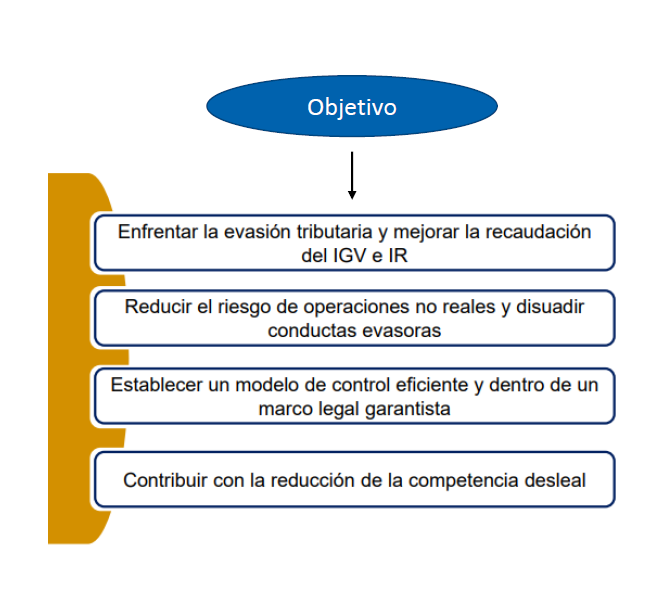 Objetivo
Enfrentar la evasión tributaria y mejorar la recaudación
del IGV e IR
Reducir el riesgo de operaciones no reales y disuadir
conductas evasoras
Establecer un modelo de control eficiente y dentro de un
marco legal garantista
Contribuir con la reducción de la competencia desleal